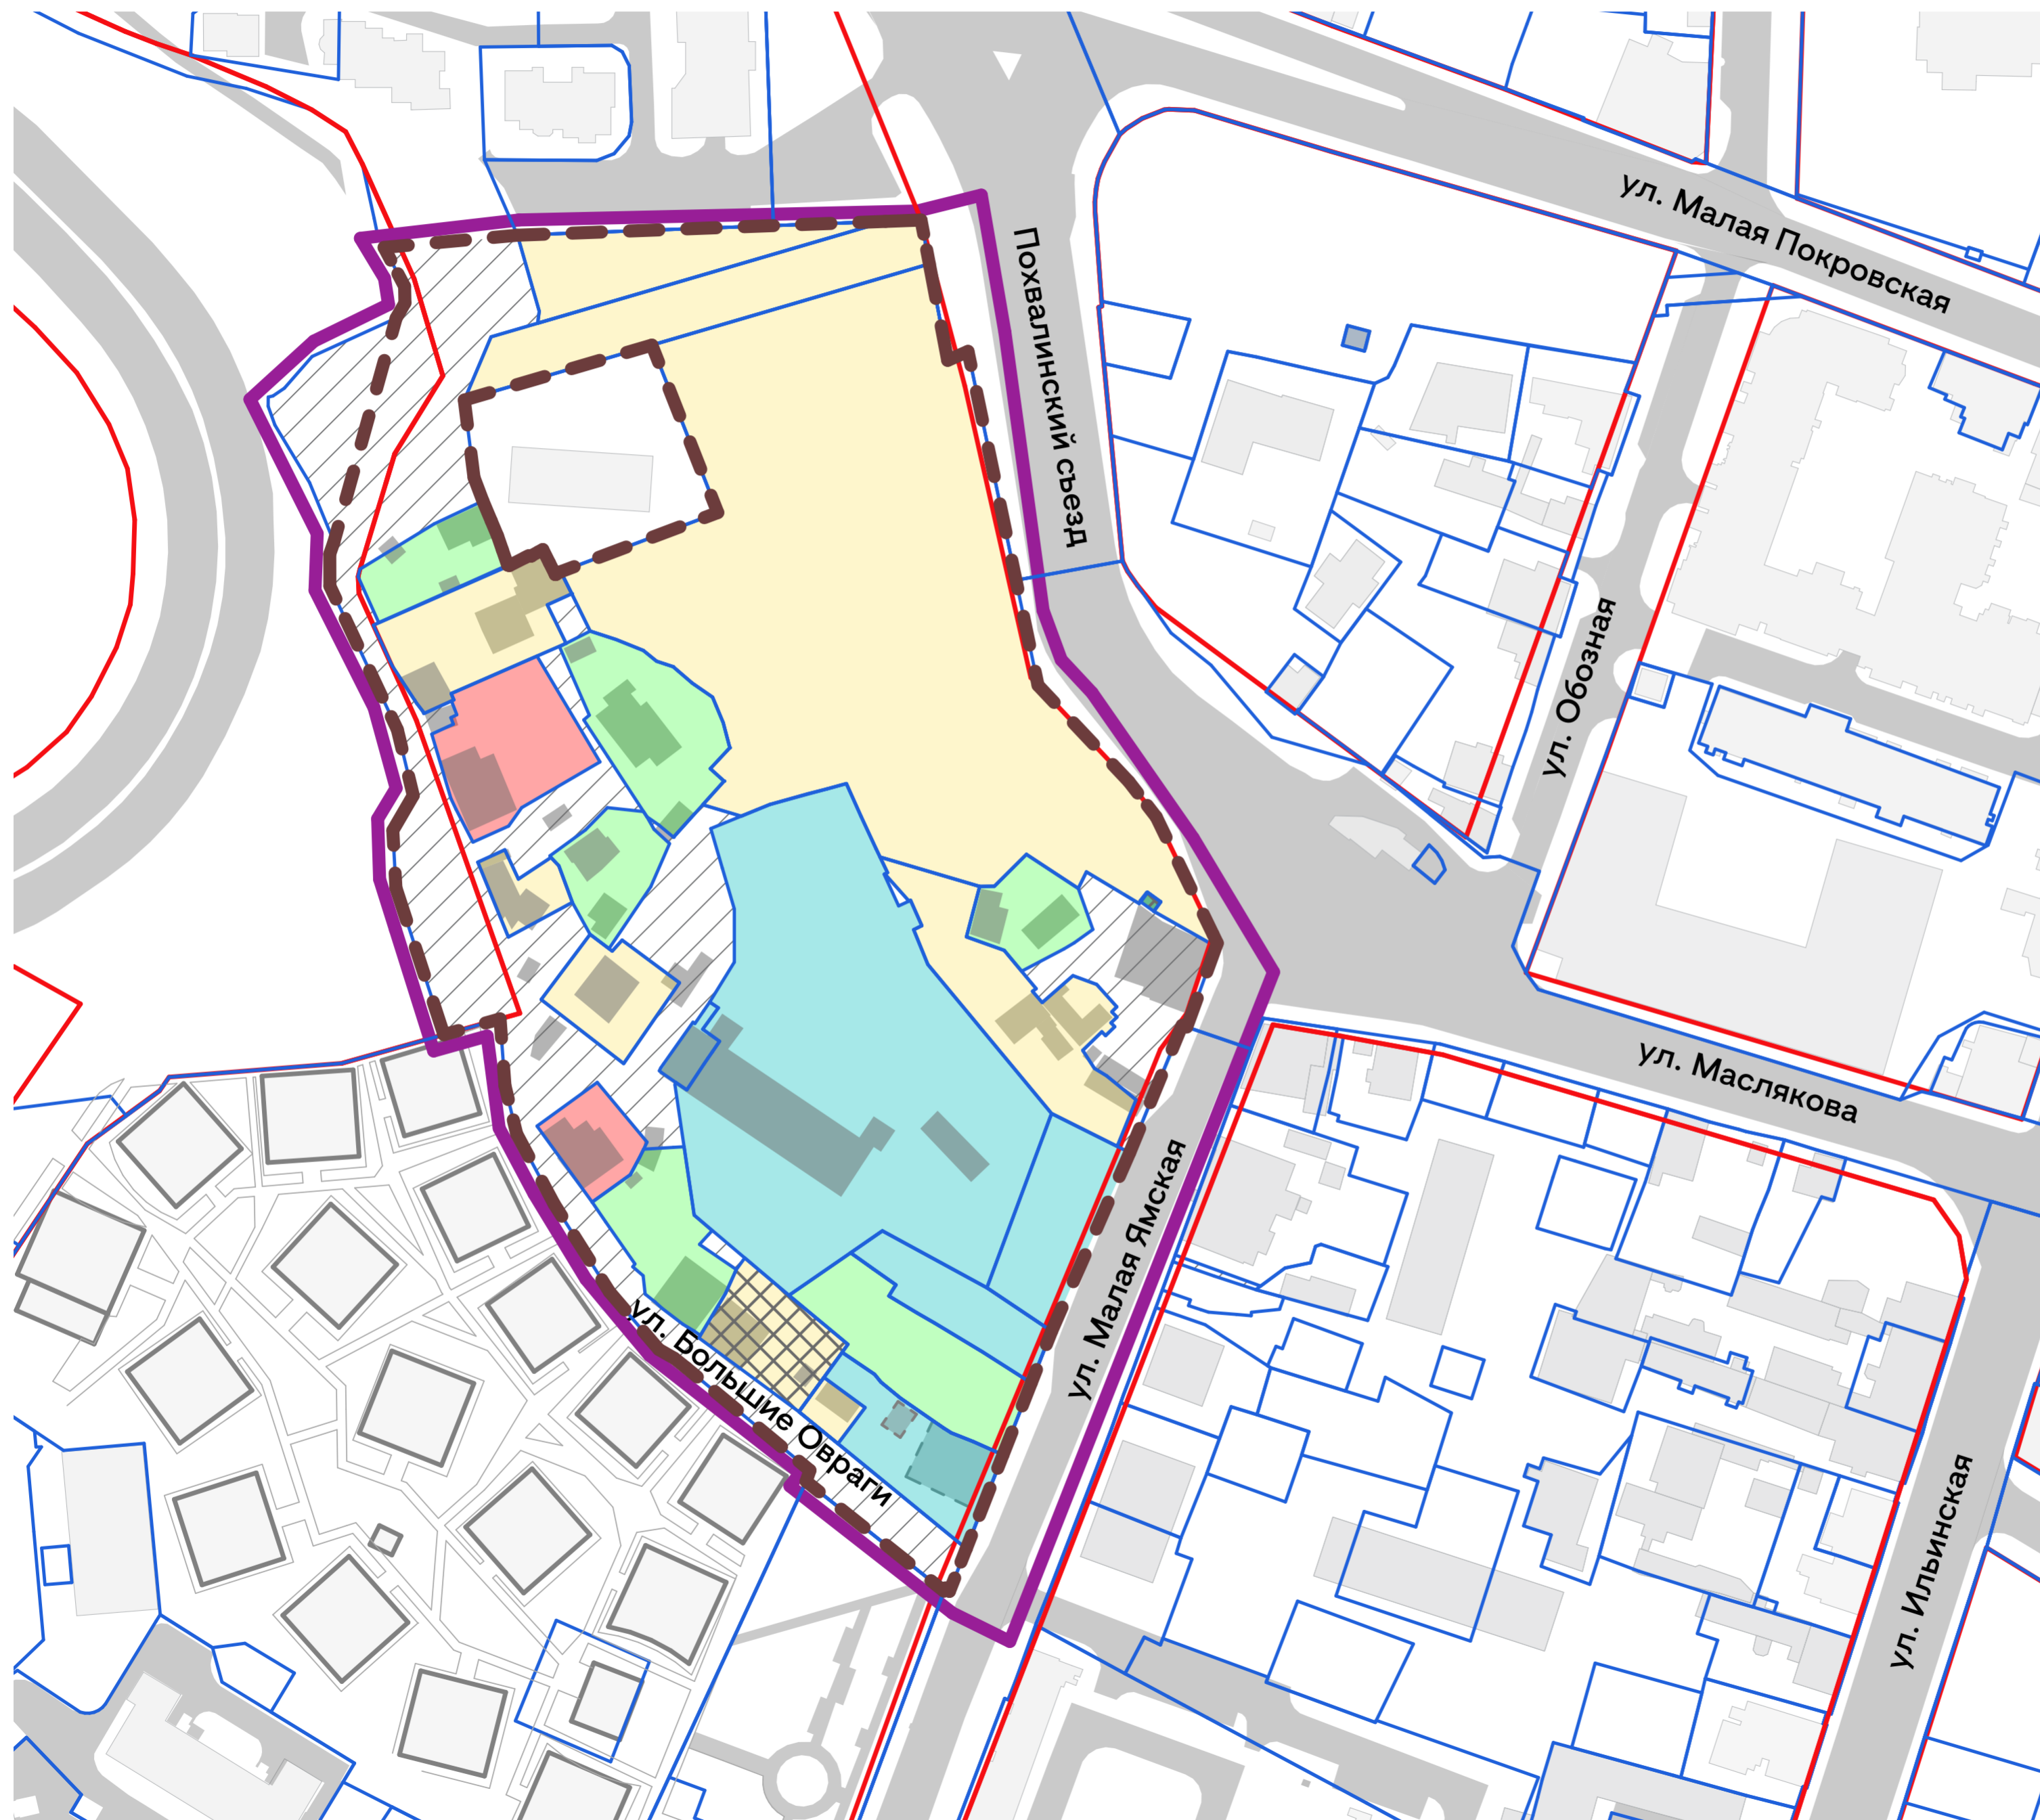 ул. Малая Покровская
Похвалинский съезд
ул. Обозная
ул. Маслякова
ул. Малая Ямская
ул. Большие Овраги
ул. Ильинская